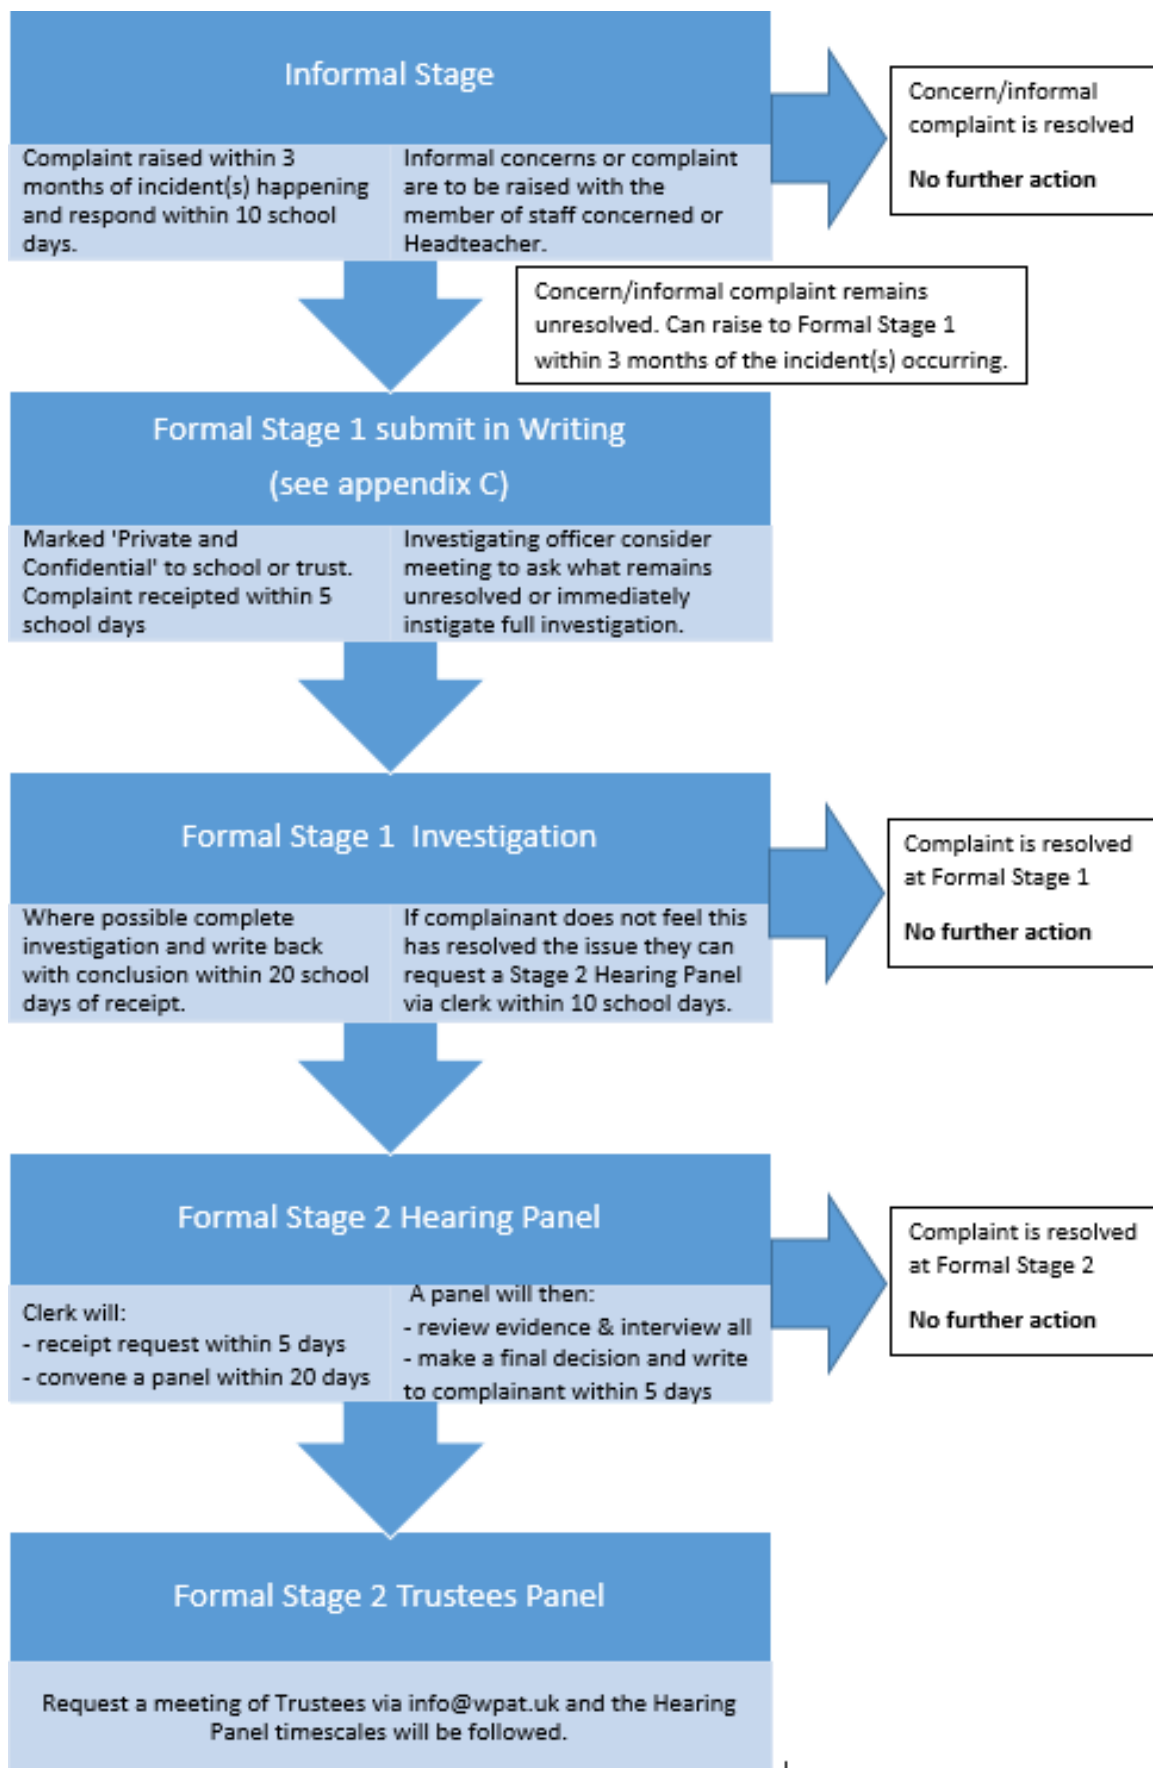 Informal Stage
Complaint raised within 3
months of incident(s) happening
and respond within 10 school
days.
Informal concerns or complaint
are to be raised with the
member of staff concerned or
Headteacher.
Concern/informal
complaint is resolved
No further action
Concern/informal complaint remains
unresolved. Can raise to Formal Stage 1
within 3 months of the incident(s) occurring.
Formal Stage 1 submit in Writing
(see appendix C)
Marked 'Private and
Confidential' to school or trust.
Complaint receipted within 5
school days
Investigating officer consider
meeting to ask what remains
unresolved or immediately
instigate full investigation.
Formal Stage 1  Investigation
Where possible complete
investigation and write back
with conclusion within 20 school
days of receipt.
If complainant does not feel this
has resolved the issue they can
request a Stage 2 Hearing Panel
via clerk within 10 school days.
Complaint is resolved
at Formal Stage 1
No further action
Formal Stage 2 Hearing Panel
Clerk will:
- receipt request within 5 days
- convene a panel within 20 days
A panel will then:
- review evidence & interview all
- make a final decision and write
to complainant within 5 days
Complaint is resolved
at Formal Stage 2
No further action
Formal Stage 2 Trustees Panel
Request a meeting of Trustees via info@wpat.uk and the Hearing
Panel timescales will be followed.